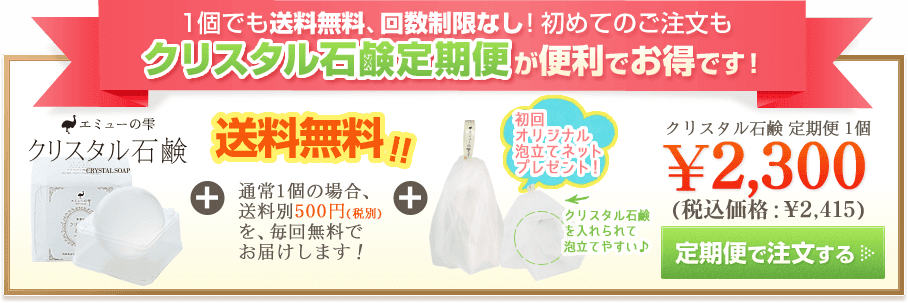 1個でも送料無料、回数制限なし！初めてのご注文も
クリスタル石鹸定期便が便利でお得です！
エミューの雫
クリスタル石鹸
CRYSTAL SOAP
送料無料!!
通常1個の場合、
送料別500円(税別)
を、毎回無料で
お届けします！
初回
オリジナル
泡立てネット
プレゼント！
クリスタル石鹸
を入れられて
泡立てやすい♪
クリスタル石鹸 定期便 1個
¥2,300
(税込価格：¥2,415)
定期便で注文する